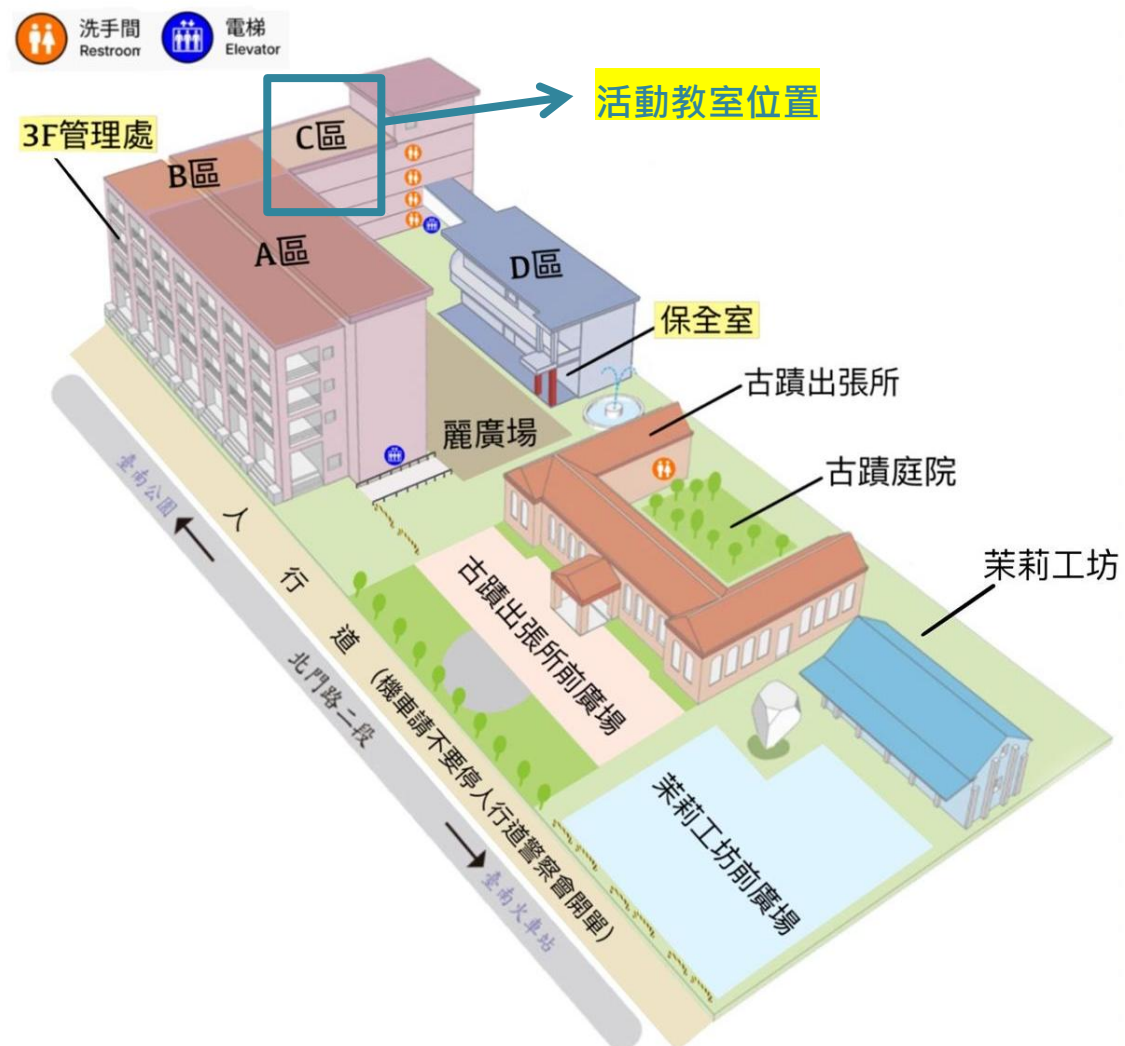 洗手間
Restroom
電梯
Elevator
活動教室位置
3F管理處
C區
B區
A區
D區
保全室
古蹟出張所
麗廣場
古蹟庭院
茉莉工坊
臺南公園
人行道(機車請不要停人行道警察會開單)
北門路二段
臺南火車站
古蹟出張所前廣場
茉莉工坊前廣場